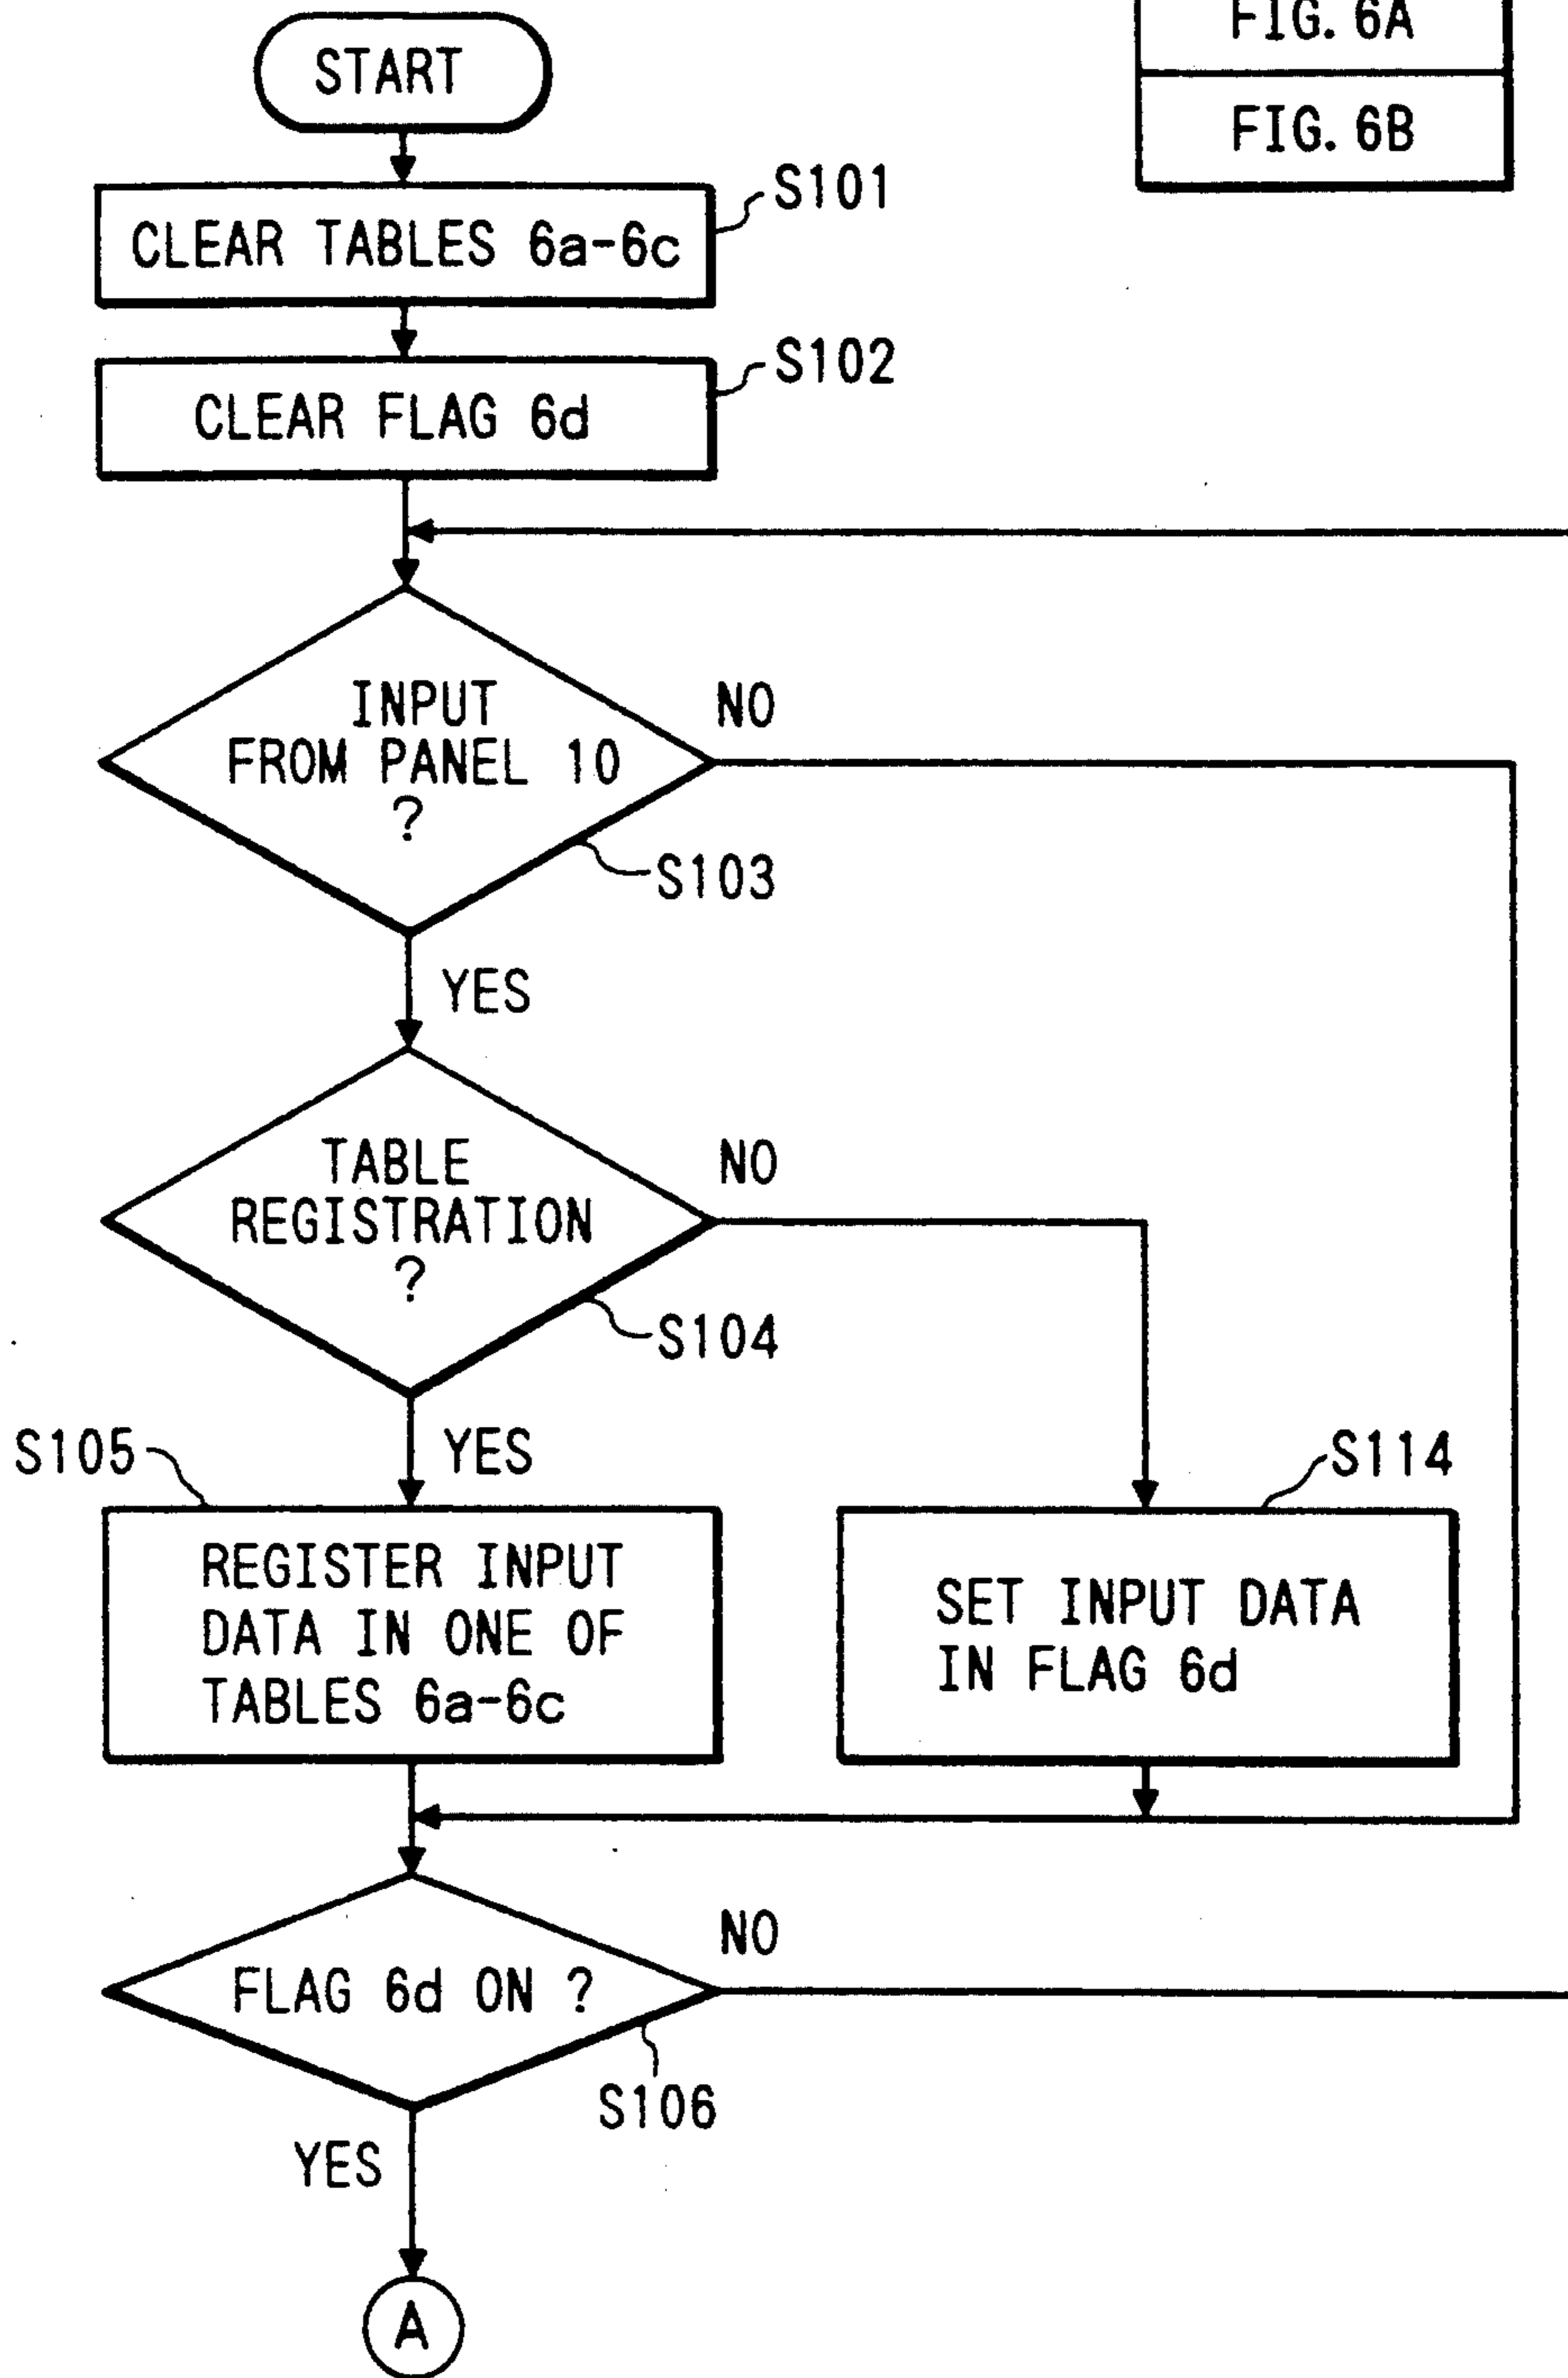 FIG. 6A
FIG. 6B
START
S101
CLEAR TABLES 6a-6c
S102
CLEAR FLAG 6d
INPUT
FROM PANEL 10
?
NO
S103
YES
TABLE
REGISTRATION
?
NO
S104
S105
YES
S114
REGISTER INPUT
DATA IN ONE OF
TABLES 6a-6c
SET INPUT DATA
IN FLAG 6d
FLAG 6d ON ?
NO
S106
YES
A